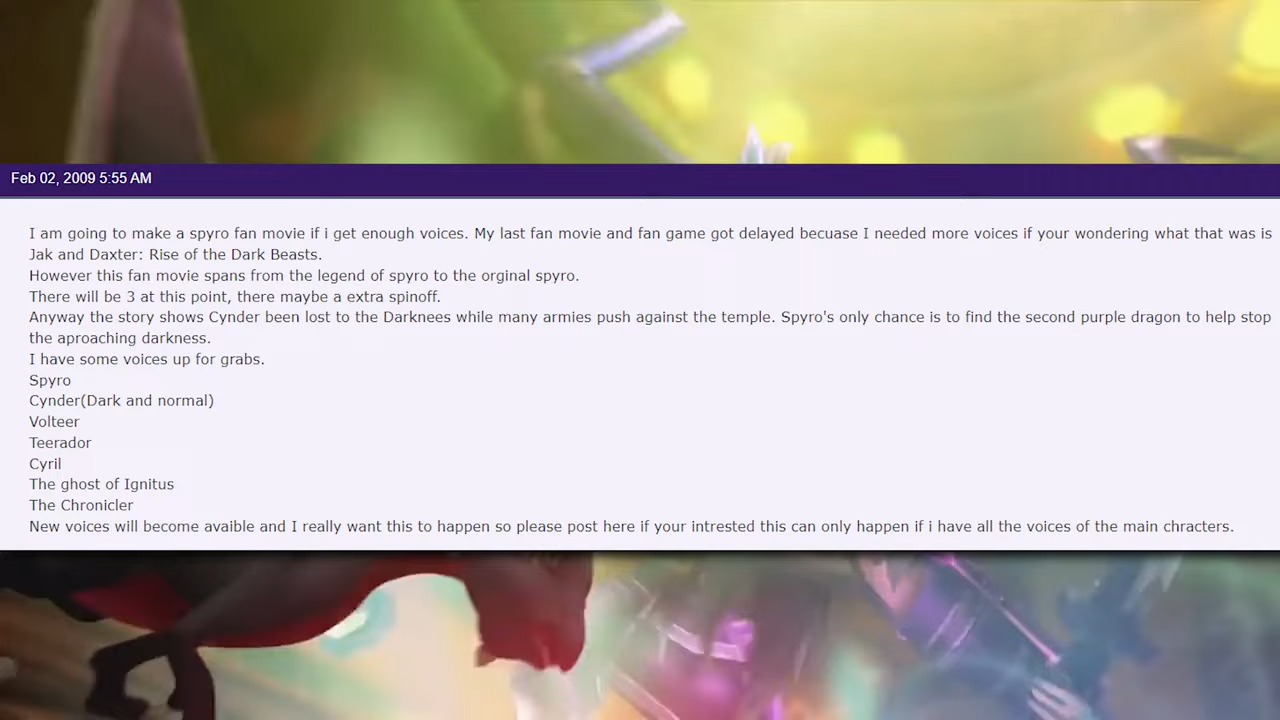 Feb 02, 2009 5:55 AM
I am going to make a spyro fan movie if i get enough voices. My last fan movie and fan game got delayed becuase I needed more voices if your wondering what that was is
Jak and Daxter: Rise of the Dark Beasts.
However this fan movie spans from the legend of spyro to the orginal spyro.
There will be 3 at this point, there maybe a extra spinoff.
Anyway the story shows Cynder been lost to the Darknees while many armies push against the temple. Spyro's only chance is to find the second purple dragon to help stop
the aproaching darkness.
I have some voices up for grabs.
Spyro
Cynder(Dark and normal)
Volteer
Teerador
Cyril
The ghost of Ignitus
The Chronicler
New voices will become avaible and I really want this to happen so please post here if your intrested this can only happen if i have all the voices of the main chracters.